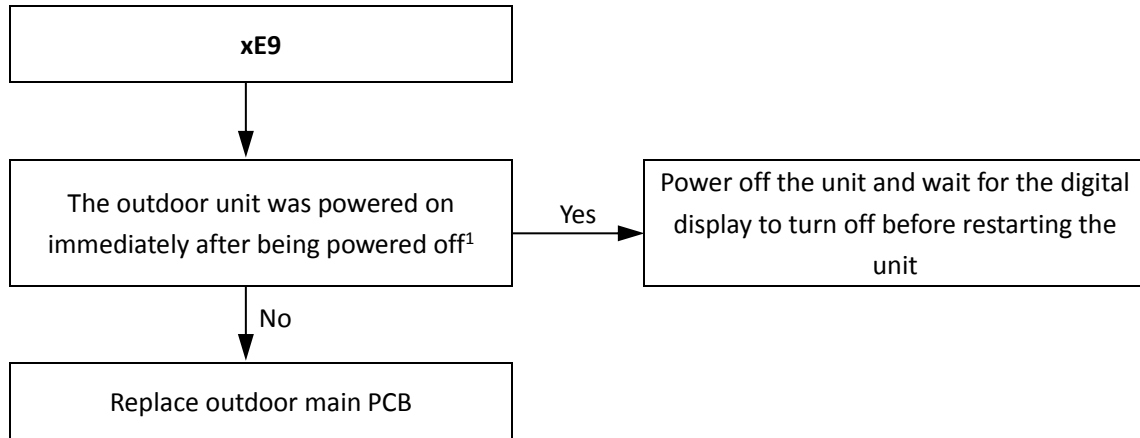 xE9
The outdoor unit was powered on
immediately after being powered off¹
Yes
Power off the unit and wait for the digital
display to turn off before restarting the
unit
No
Replace outdoor main PCB